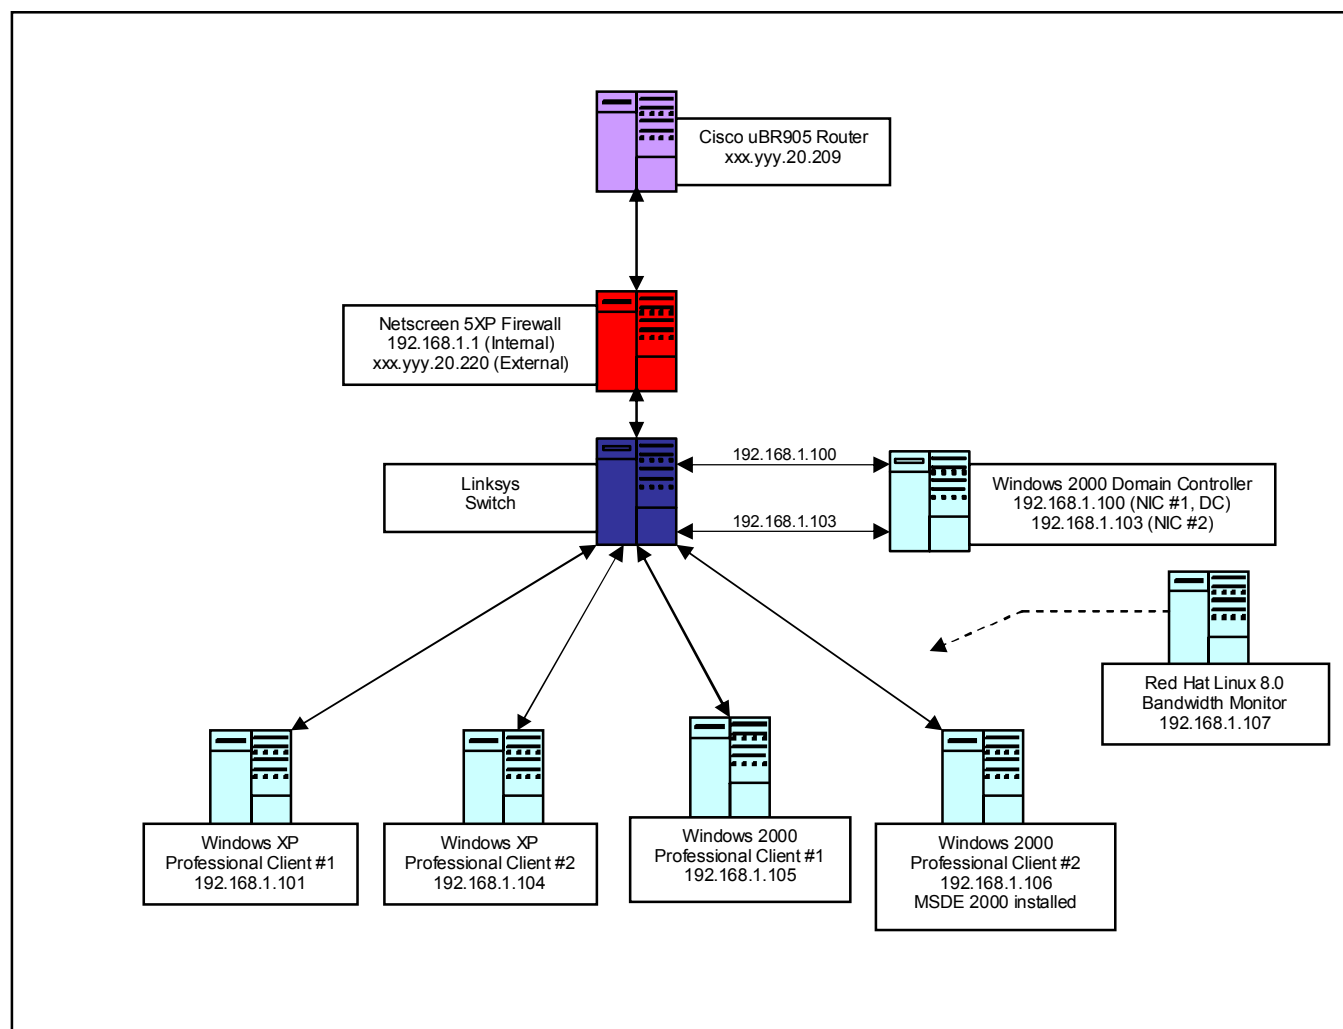 Cisco uBR905 Router
xxx.yyy.20.209
Netscreen 5XP Firewall
192.168.1.1 (Internal)
xxx.yyy.20.220 (External)
Linksys
Switch
192.168.1.100
192.168.1.103
Windows 2000 Domain Controller
192.168.1.100 (NIC #1, DC)
192.168.1.103 (NIC #2)
Red Hat Linux 8.0
Bandwidth Monitor
192.168.1.107
Windows XP
Professional Client #1
192.168.1.101
Windows XP
Professional Client #2
192.168.1.104
Windows 2000
Professional Client #1
192.168.1.105
Windows 2000
Professional Client #2
192.168.1.106
MSDE 2000 installed